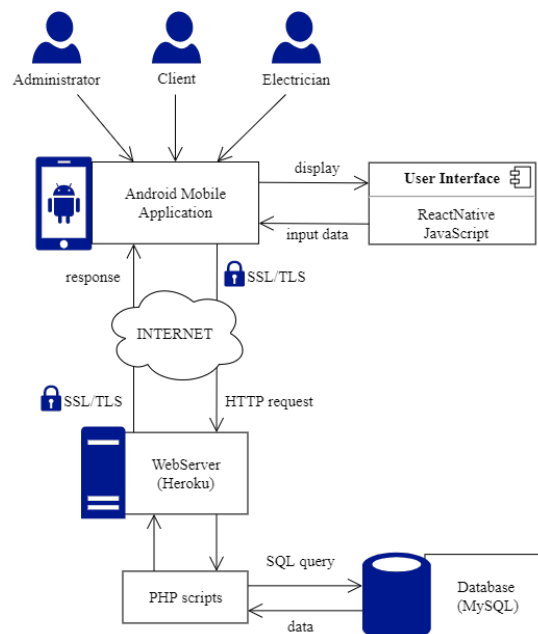 Administrator
Client
Electrician
Android Mobile
Application
display
input data
User Interface
ReactNative
JavaScript
response
SSL/TLS
INTERNET
SSL/TLS
HTTP request
WebServer
(Heroku)
PHP scripts
SQL query
data
Database
(MySQL)